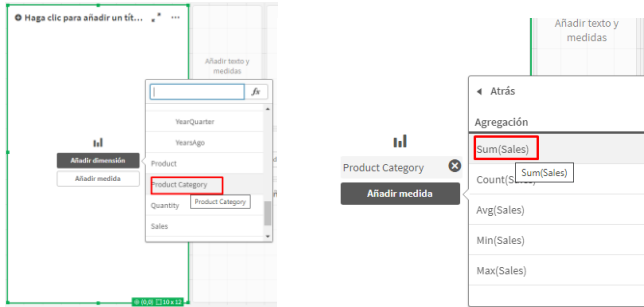 Haga clic para añadir un tít... ...
Añadir texto y
medidas
fx
YearQuarter
YearsAgo
Product
Product Category
Quantity
Product Category
Sales
Añadir dimensión
Añadir medida
(0,0) 10 x 12
Product Category
Añadir medida
Añadir texto y
medidas
Atrás
Agregación
Sum(Sales)
Sum(Sales)
Count(S
Avg(Sales)
Min(Sales)
Max(Sales)